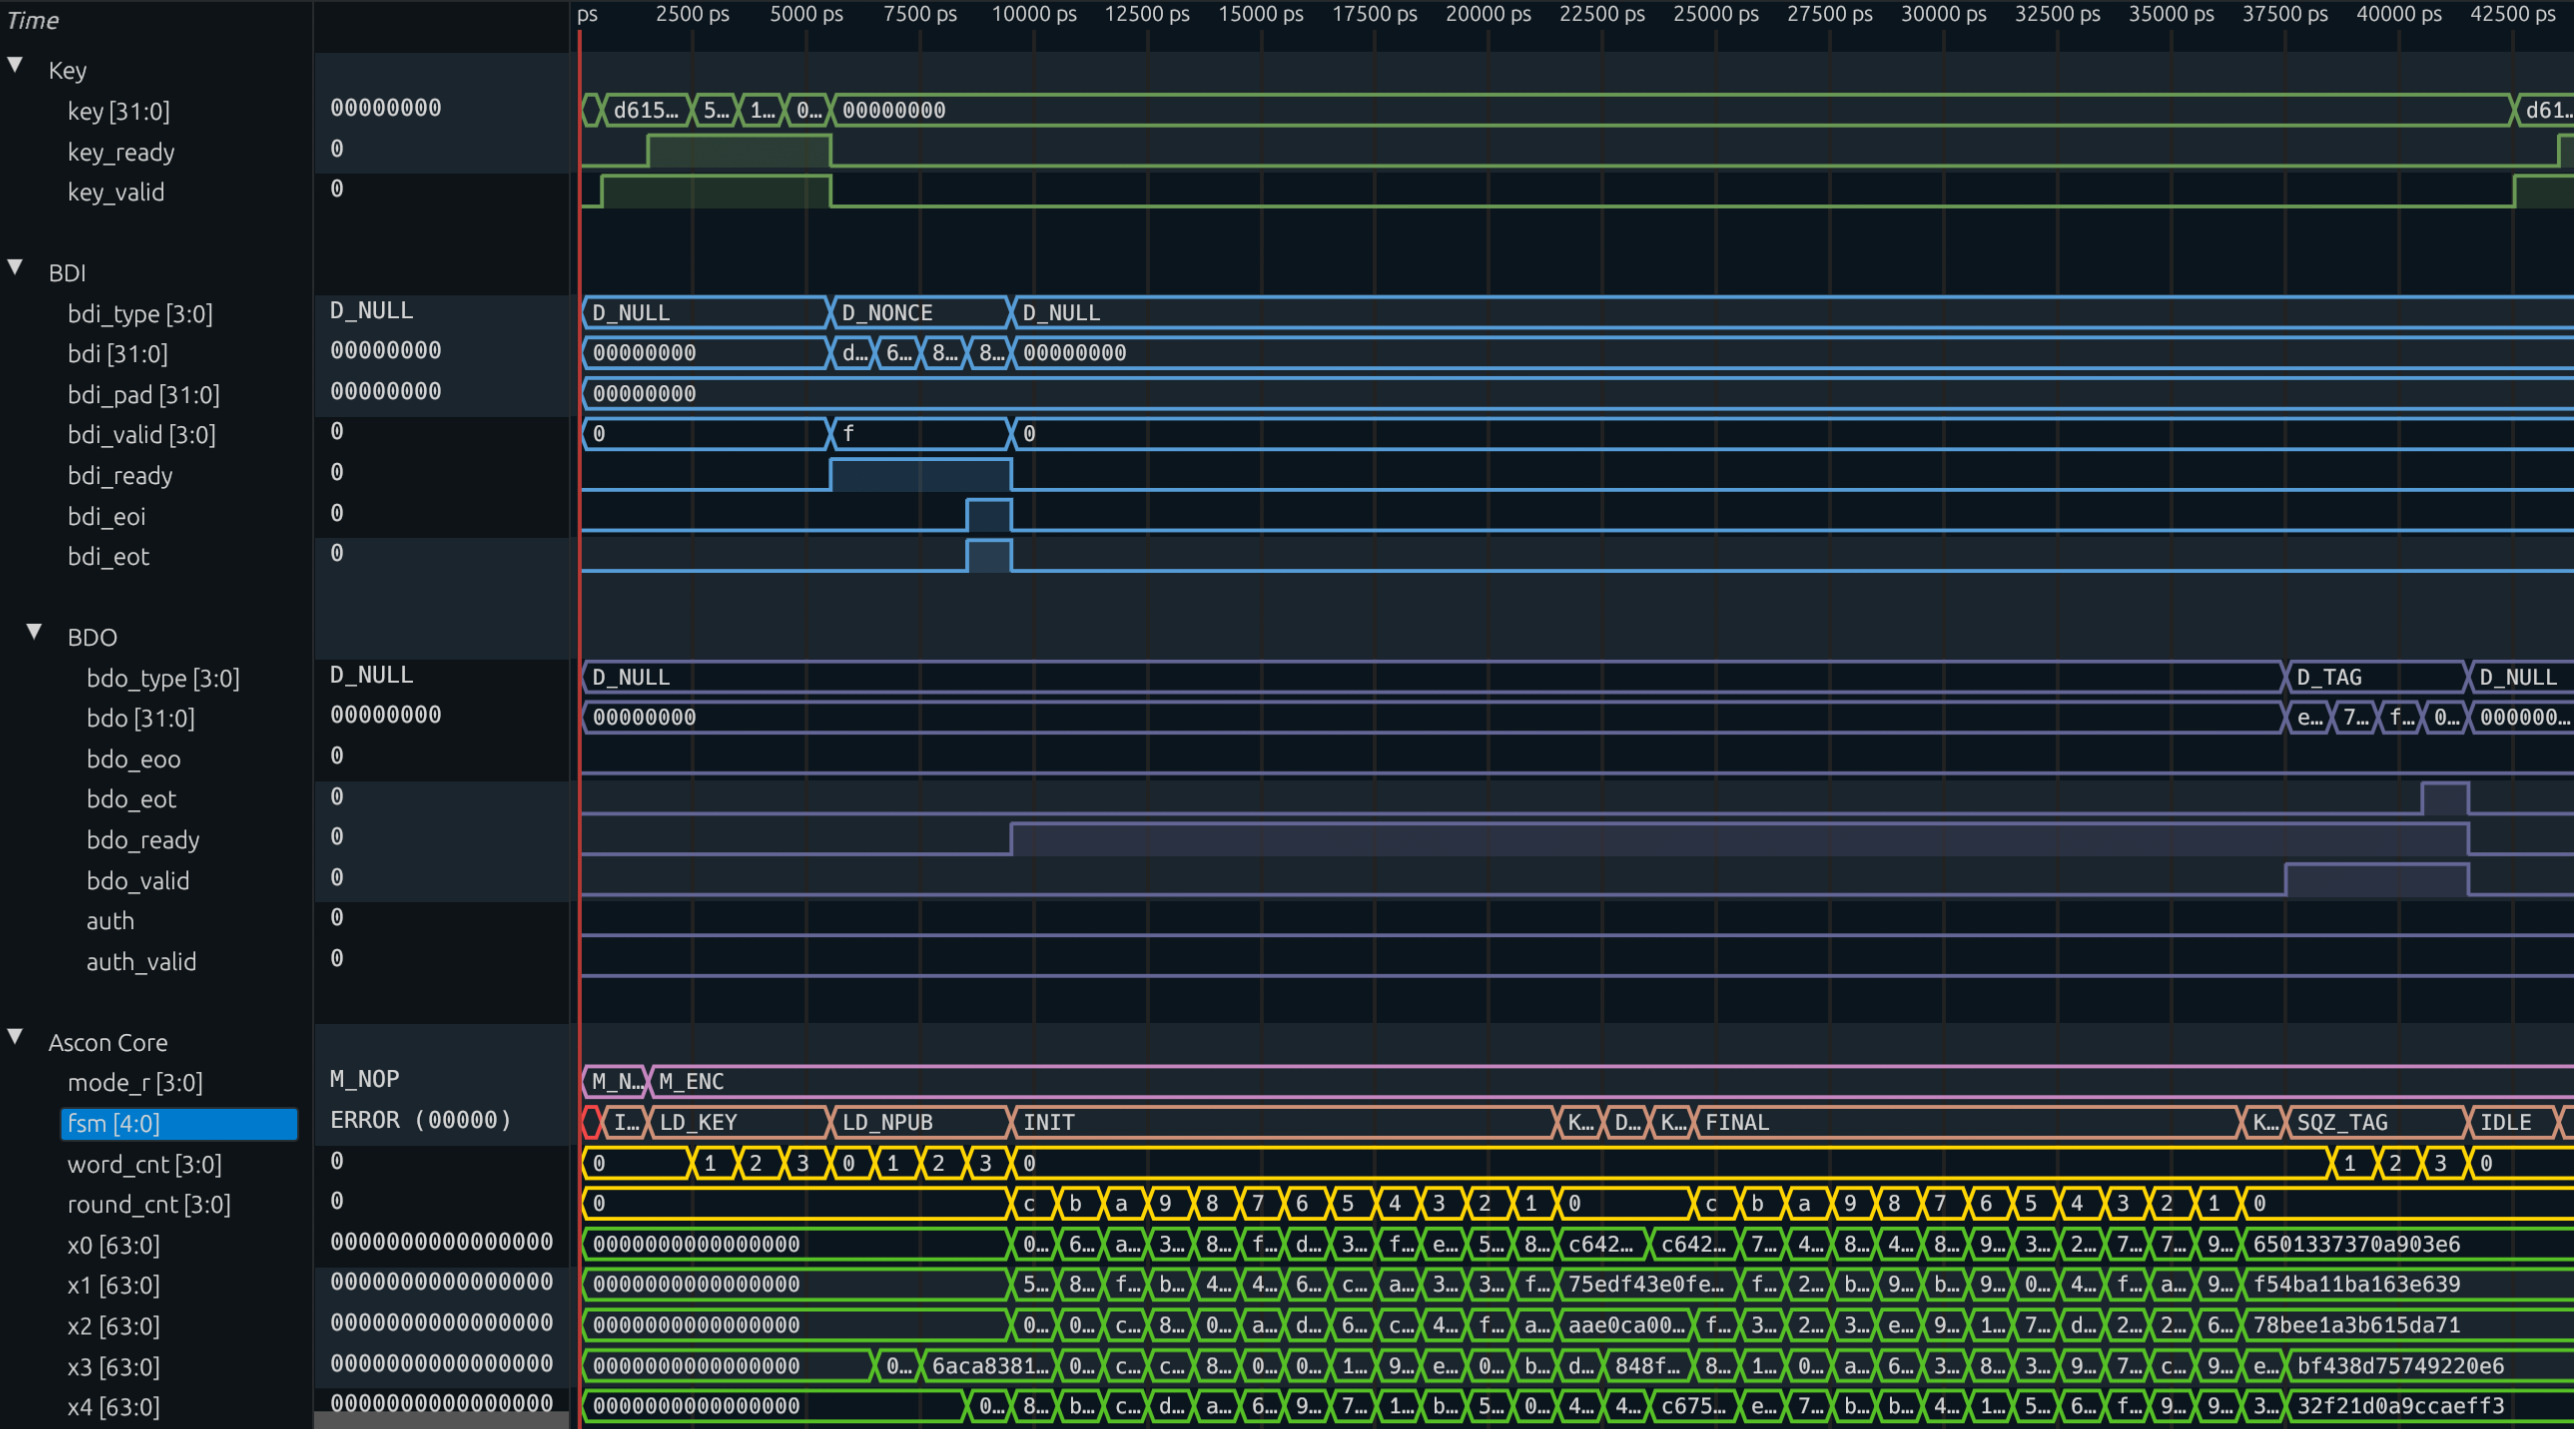 Time ps 2500 ps 5000 ps 7500 ps 10000 ps 12500 ps 15000 ps 17500 ps 20000 ps 22500 ps 25000 ps 27500 ps 30000 ps 32500 ps 35000 ps 37500 ps 40000 ps 42500 ps
Key
key [31:0] 00000000 d615… 5… 1… 0… 00000000 d61…
key_ready 0
key_valid 0
BDI
bdi_type [3:0] D_NULL D_NULL D_NONCE D_NULL
bdi [31:0] 00000000 00000000 d… 6… 8… 8… 00000000
bdi_pad [31:0] 00000000 00000000
bdi_valid [3:0] 0 0 f 0
bdi_ready 0
bdi_eoi 0
bdi_eot 0
BDO
bdo_type [3:0] D_NULL D_NULL D_TAG D_NULL
bdo [31:0] 00000000 00000000 e… 7… f… 0… 000000…
bdo_eoo 0
bdo_eot 0
bdo_ready 0
bdo_valid 0
auth 0
auth_valid 0
Ascon Core
mode_r [3:0] M_NOP M_N… M_ENC
fsm [4:0] ERROR (00000) I… LD_KEY LD_NPUB INIT K… D… K… FINAL K… SQZ_TAG IDLE
word_cnt [3:0] 0 0 1 2 3 0 1 2 3 0 1 2 3 0
round_cnt [3:0] 0 0 c b a 9 8 7 6 5 4 3 2 1 0 c b a 9 8 7 6 5 4 3 2 1 0
x0 [63:0] 0000000000000000 0000000000000000 0… 6… a… 3… 8… f… d… 3… f… e… 5… 8… c642… c642… 7… 4… 8… 4… 8… 9… 3… 2… 7… 7… 9… 6501337370a903e6
x1 [63:0] 0000000000000000 0000000000000000 5… 8… f… b… 4… 4… 6… c… a… 3… 3… f… 75edf43e0fe… f… 2… b… 9… b… 9… 0… 4… f… a… 9… f54ba11ba163e639
x2 [63:0] 0000000000000000 0000000000000000 0… 0… c… 8… 0… a… d… 6… c… 4… f… a… aae0ca00… f… 3… 2… 3… e… 9… 1… 7… d… 2… 2… 6… 78bee1a3b615da71
x3 [63:0] 0000000000000000 0000000000000000 0… 6aca8381… 0… c… c… 8… 0… 0… 1… 9… e… 0… b… d… 848f… 8… 1… 0… a… 6… 3… 8… 3… 9… 7… c… 9… e… bf438d75749220e6
x4 [63:0] 0000000000000000 0000000000000000 0… 8… b… c… d… a… 6… 9… 7… 1… b… 5… 0… 4… 4… c675… e… 7… b… b… 4… 1… 5… 6… f… 9… 9… 3… 32f21d0a9ccaeff3